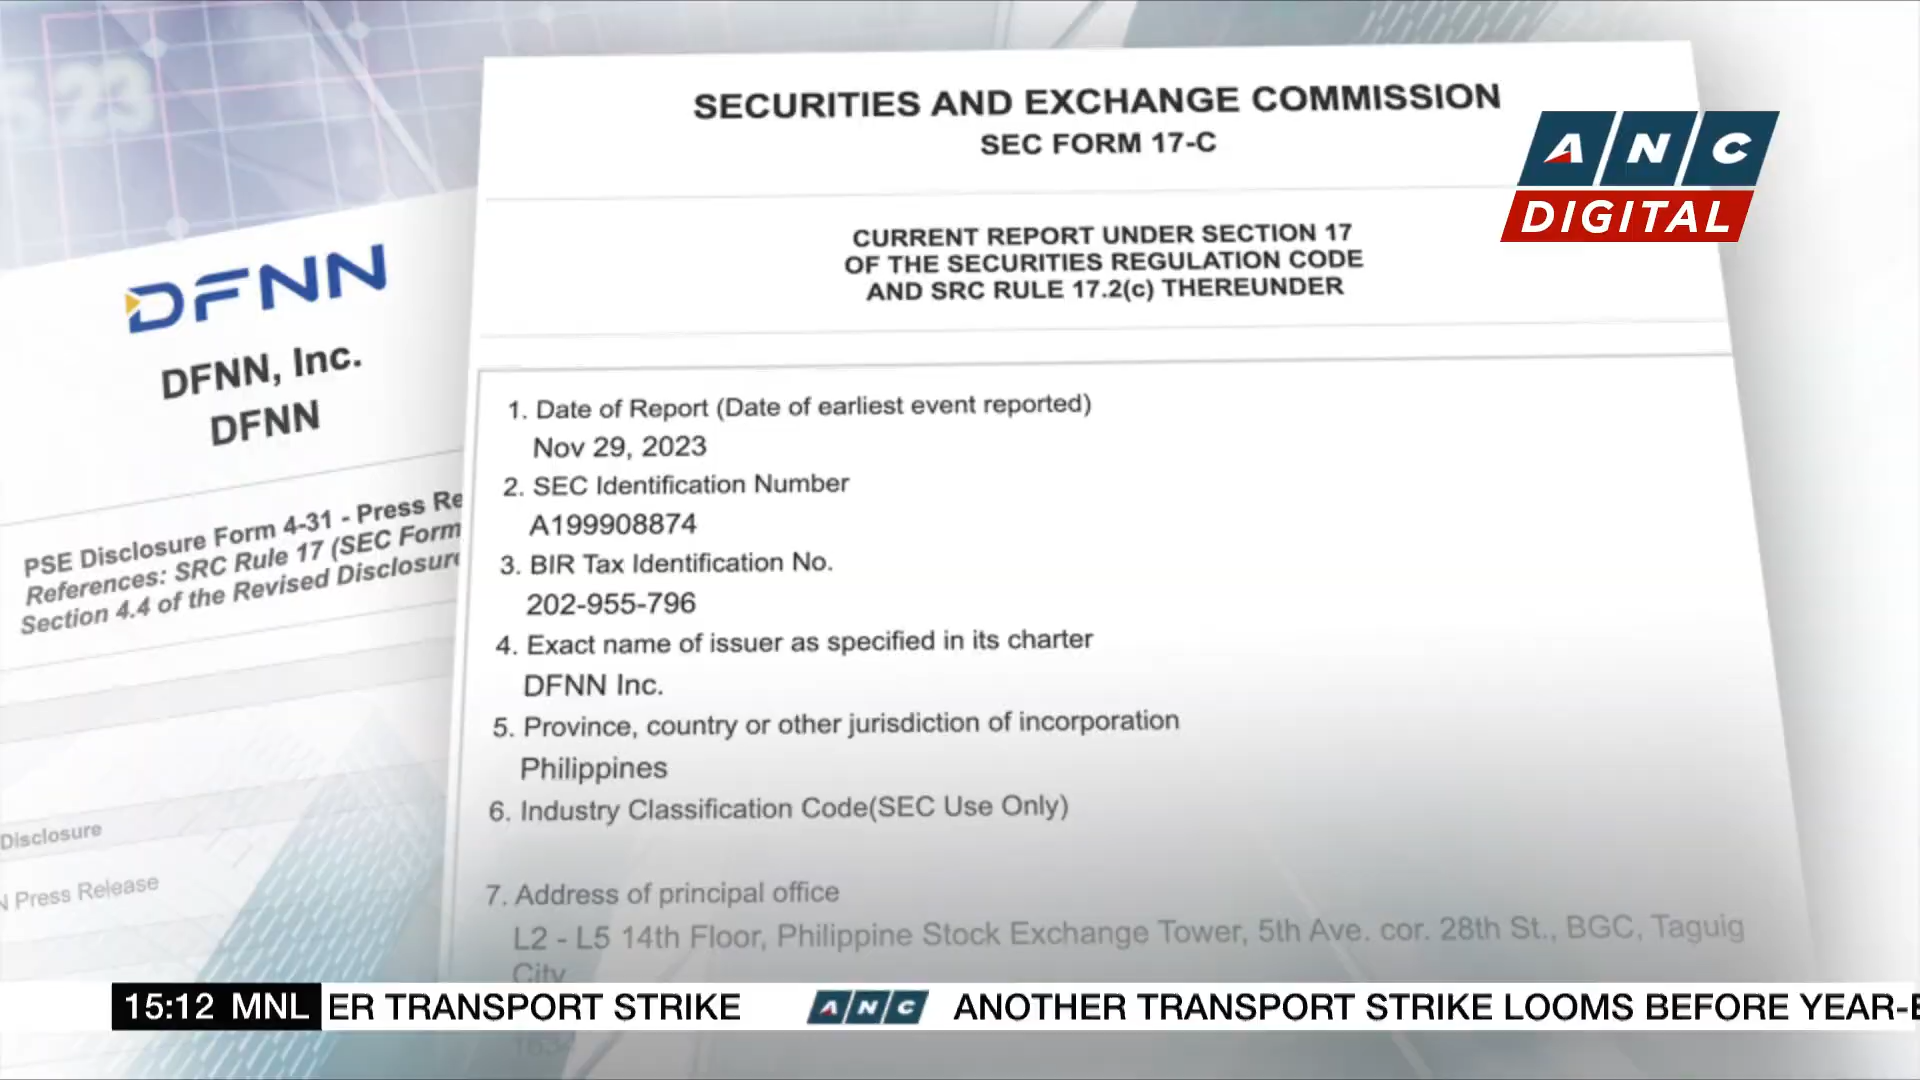 5.23
DFNN
DFNN, Inc.
DFNN
PSE Disclosure Form 4-31 - Press Re
References: SRC Rule 17 (SEC Form
Section 4.4 of the Revised Disclosure
Disclosure
N Press Release
SECURITIES AND EXCHANGE COMMISSION
SEC FORM 17-C
CURRENT REPORT UNDER SECTION 17
OF THE SECURITIES REGULATION CODE
AND SRC RULE 17.2(c) THEREUNDER
1. Date of Report (Date of earliest event reported)
Nov 29, 2023
2. SEC Identification Number
A199908874
3. BIR Tax Identification No.
202-955-796
4. Exact name of issuer as specified in its charter
DFNN Inc.
5. Province, country or other jurisdiction of incorporation
Philippines
6. Industry Classification Code(SEC Use Only)
7. Address of principal office
L2 - L5 14th Floor, Philippine Stock Exchange Tower, 5th Ave. cor. 28th St., BGC, Taguig
City
ANC
DIGITAL
15:12 MNL ER TRANSPORT STRIKE ANC ANOTHER TRANSPORT STRIKE LOOMS BEFORE YEAR-E